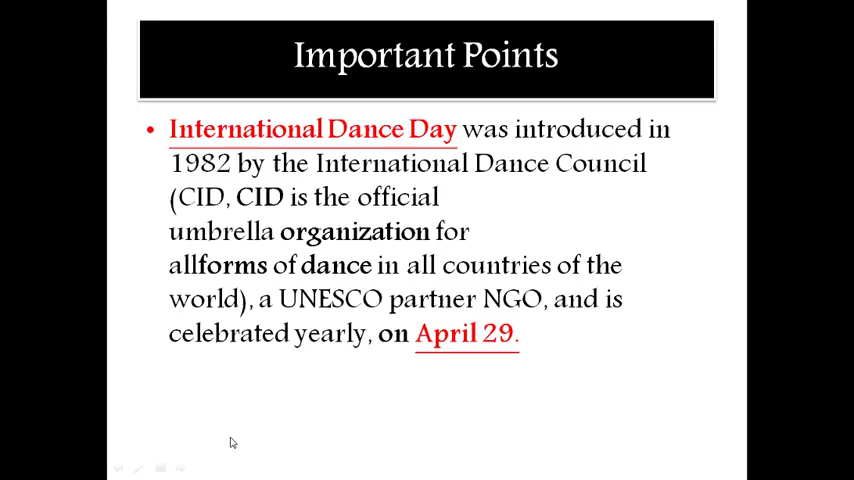 Important Points
• International Dance Day was introduced in
1982 by the International Dance Council
(CID, CID is the official
umbrella organization for
allforms of dance in all countries of the
world), a UNESCO partner NGO, and is
celebrated yearly, on April 29.